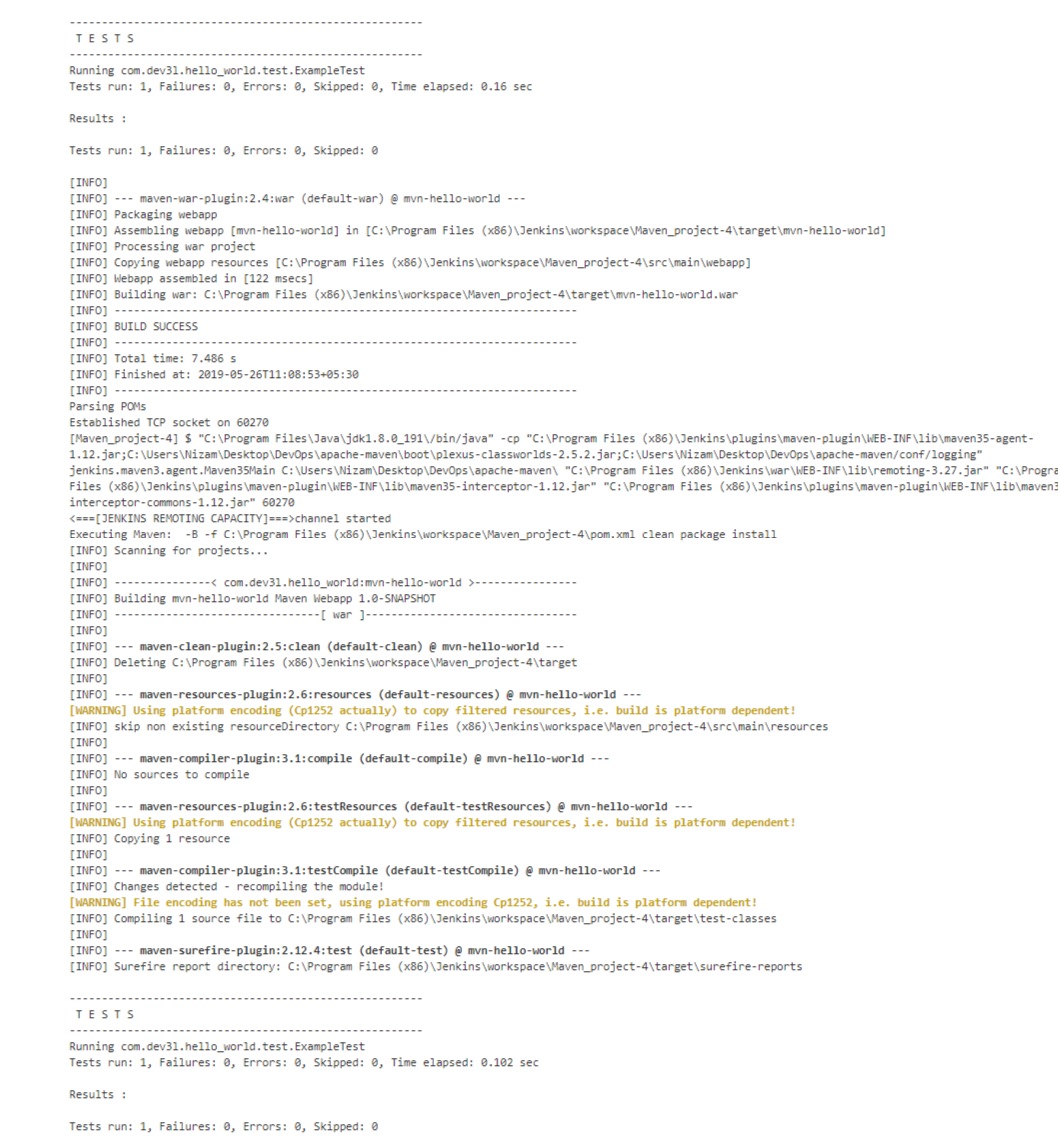 -------------------------------------------------------
T E S T S
-------------------------------------------------------
Running com.dev3l.hello_world.test.ExampleTest
Tests run: 1, Failures: 0, Errors: 0, Skipped: 0, Time elapsed: 0.16 sec
Results :
Tests run: 1, Failures: 0, Errors: 0, Skipped: 0
[INFO]
[INFO] --- maven-war-plugin:2.4:war (default-war) @ mvn-hello-world ---
[INFO] Packaging webapp
[INFO] Assembling webapp [mvn-hello-world] in [C:\Program Files (x86)\Jenkins\workspace\Maven_project-4\target\mvn-hello-world]
[INFO] Processing war project
[INFO] Copying webapp resources [C:\Program Files (x86)\Jenkins\workspace\Maven_project-4\src\main\webapp]
[INFO] Webapp assembled in [122 msecs]
[INFO] Building war: C:\Program Files (x86)\Jenkins\workspace\Maven_project-4\target\mvn-hello-world.war
[INFO] ------------------------------------------------------------------------
[INFO] BUILD SUCCESS
[INFO] ------------------------------------------------------------------------
[INFO] Total time: 7.486 s
[INFO] Finished at: 2019-05-26T11:08:53+05:30
[INFO] ------------------------------------------------------------------------
Parsing POMs
Established TCP socket on 60270
[Maven_project-4] $ "C:\Program Files\Java\jdk1.8.0_191\/bin/java" -cp "C:\Program Files (x86)\Jenkins\plugins\maven-plugin\WEB-INF\lib\maven35-agent-
1.12.jar;C:\Users\Nizam\Desktop\DevOps\apache-maven\boot\plexus-classworlds-2.5.2.jar;C:\Users\Nizam\Desktop\DevOps\apache-maven/conf/logging"
jenkins.maven3.agent.Maven35Main C:\Users\Nizam\Desktop\DevOps\apache-maven\ "C:\Program Files (x86)\Jenkins\war\WEB-INF\lib\remoting-3.27.jar" "C:\Progra
Files (x86)\Jenkins\plugins\maven-plugin\WEB-INF\lib\maven35-interceptor-1.12.jar" "C:\Program Files (x86)\Jenkins\plugins\maven-plugin\WEB-INF\lib\maven3
interceptor-commons-1.12.jar" 60270
<===[JENKINS REMOTING CAPACITY]===>channel started
Executing Maven:  -B -f C:\Program Files (x86)\Jenkins\workspace\Maven_project-4\pom.xml clean package install
[INFO] Scanning for projects...
[INFO]
[INFO] ---------------< com.dev3l.hello_world:mvn-hello-world >----------------
[INFO] Building mvn-hello-world Maven Webapp 1.0-SNAPSHOT
[INFO] --------------------------------[ war ]---------------------------------
[INFO]
[INFO] --- maven-clean-plugin:2.5:clean (default-clean) @ mvn-hello-world ---
[INFO] Deleting C:\Program Files (x86)\Jenkins\workspace\Maven_project-4\target
[INFO]
[INFO] --- maven-resources-plugin:2.6:resources (default-resources) @ mvn-hello-world ---
[WARNING] Using platform encoding (Cp1252 actually) to copy filtered resources, i.e. build is platform dependent!
[INFO] skip non existing resourceDirectory C:\Program Files (x86)\Jenkins\workspace\Maven_project-4\src\main\resources
[INFO]
[INFO] --- maven-compiler-plugin:3.1:compile (default-compile) @ mvn-hello-world ---
[INFO] No sources to compile
[INFO]
[INFO] --- maven-resources-plugin:2.6:testResources (default-testResources) @ mvn-hello-world ---
[WARNING] Using platform encoding (Cp1252 actually) to copy filtered resources, i.e. build is platform dependent!
[INFO] Copying 1 resource
[INFO]
[INFO] --- maven-compiler-plugin:3.1:testCompile (default-testCompile) @ mvn-hello-world ---
[INFO] Changes detected - recompiling the module!
[WARNING] File encoding has not been set, using platform encoding Cp1252, i.e. build is platform dependent!
[INFO] Compiling 1 source file to C:\Program Files (x86)\Jenkins\workspace\Maven_project-4\target\test-classes
[INFO]
[INFO] --- maven-surefire-plugin:2.12.4:test (default-test) @ mvn-hello-world ---
[INFO] Surefire report directory: C:\Program Files (x86)\Jenkins\workspace\Maven_project-4\target\surefire-reports
-------------------------------------------------------
T E S T S
-------------------------------------------------------
Running com.dev3l.hello_world.test.ExampleTest
Tests run: 1, Failures: 0, Errors: 0, Skipped: 0, Time elapsed: 0.102 sec
Results :
Tests run: 1, Failures: 0, Errors: 0, Skipped: 0